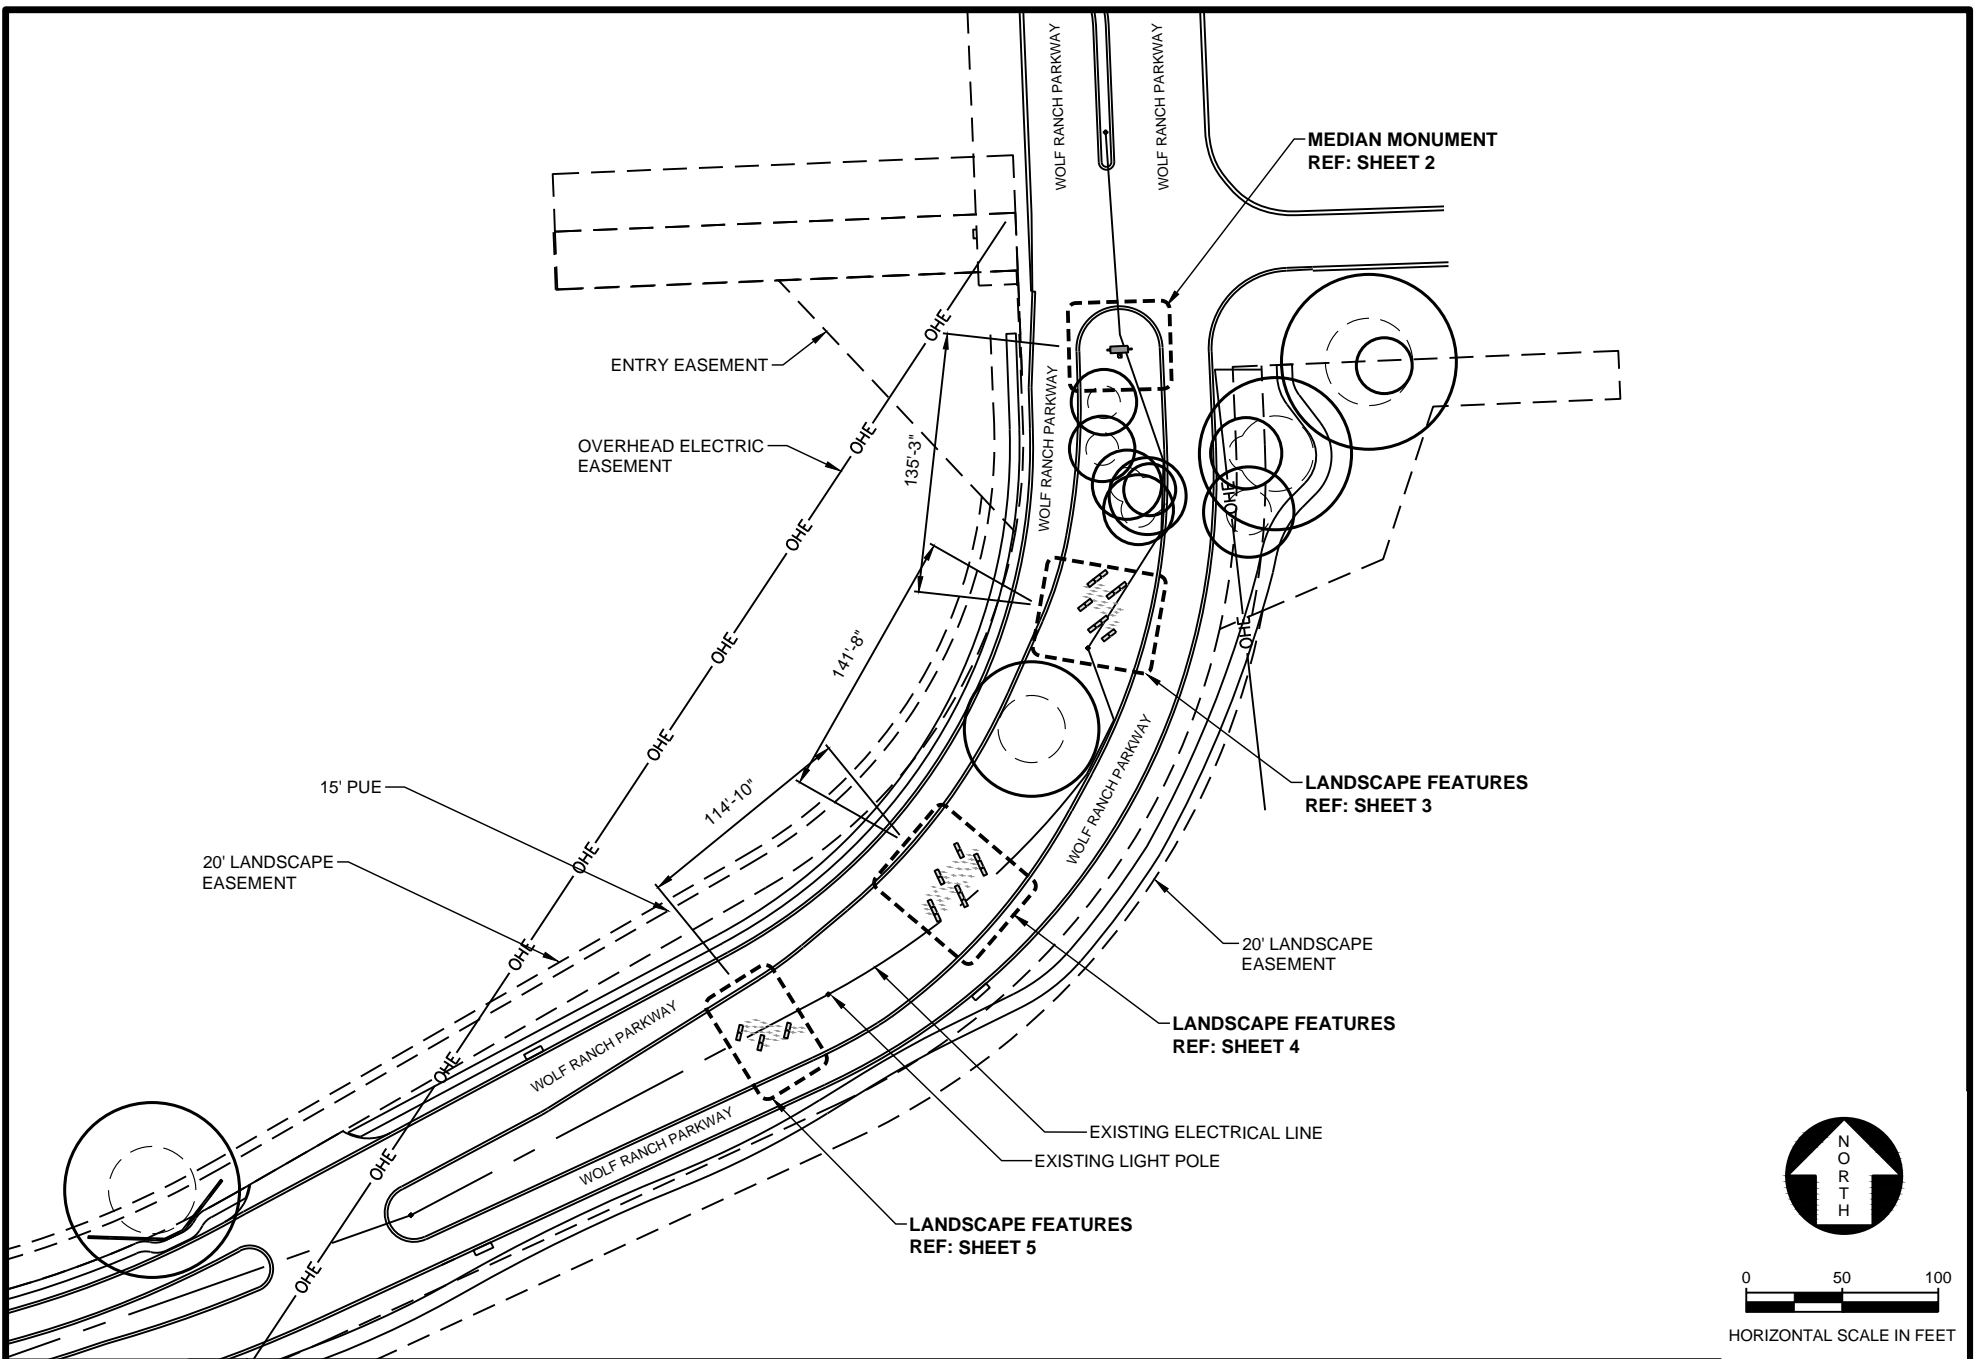 WOLF RANCH PARKWAY
WOLF RANCH PARKWAY
MEDIAN MONUMENT
REF: SHEET 2
ENTRY EASEMENT
OHE
WOLF RANCH PARKWAY
OVERHEAD ELECTRIC
EASEMENT
OHE
135'-3"
OHE
OHE
141'-8"
OHE
OHE
OHE
15' PUE
114'-10"
WOLF RANCH PARKWAY
LANDSCAPE FEATURES
REF: SHEET 3
20' LANDSCAPE
EASEMENT
OHE
OHE
20' LANDSCAPE
EASEMENT
LANDSCAPE FEATURES
REF: SHEET 4
WOLF RANCH PARKWAY
OHE
WOLF RANCH PARKWAY
EXISTING ELECTRICAL LINE
EXISTING LIGHT POLE
OHE
LANDSCAPE FEATURES
REF: SHEET 5
OHE
NORTH
0 50 100
HORIZONTAL SCALE IN FEET